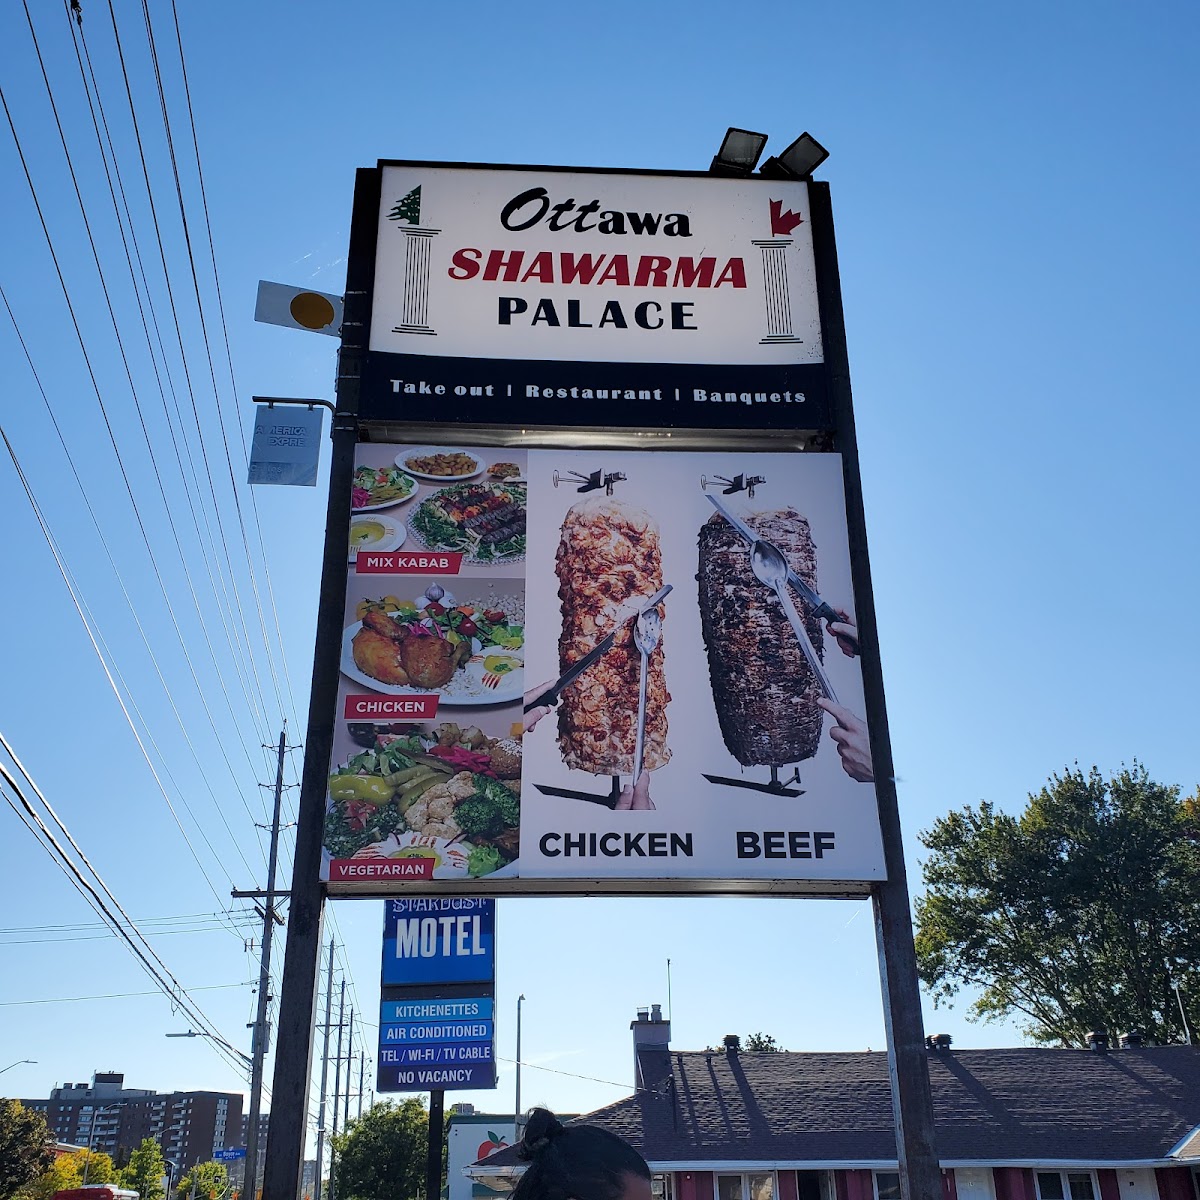 Ottawa
SHAWARMA
PALACE
Take out | Restaurant | Banquets
MIX KABAB
CHICKEN
VEGETARIAN
CHICKEN BEEF
STARDUST
MOTEL
KITCHENETTES
AIR CONDITIONED
TEL / WI-FI / TV CABLE
NO VACANCY